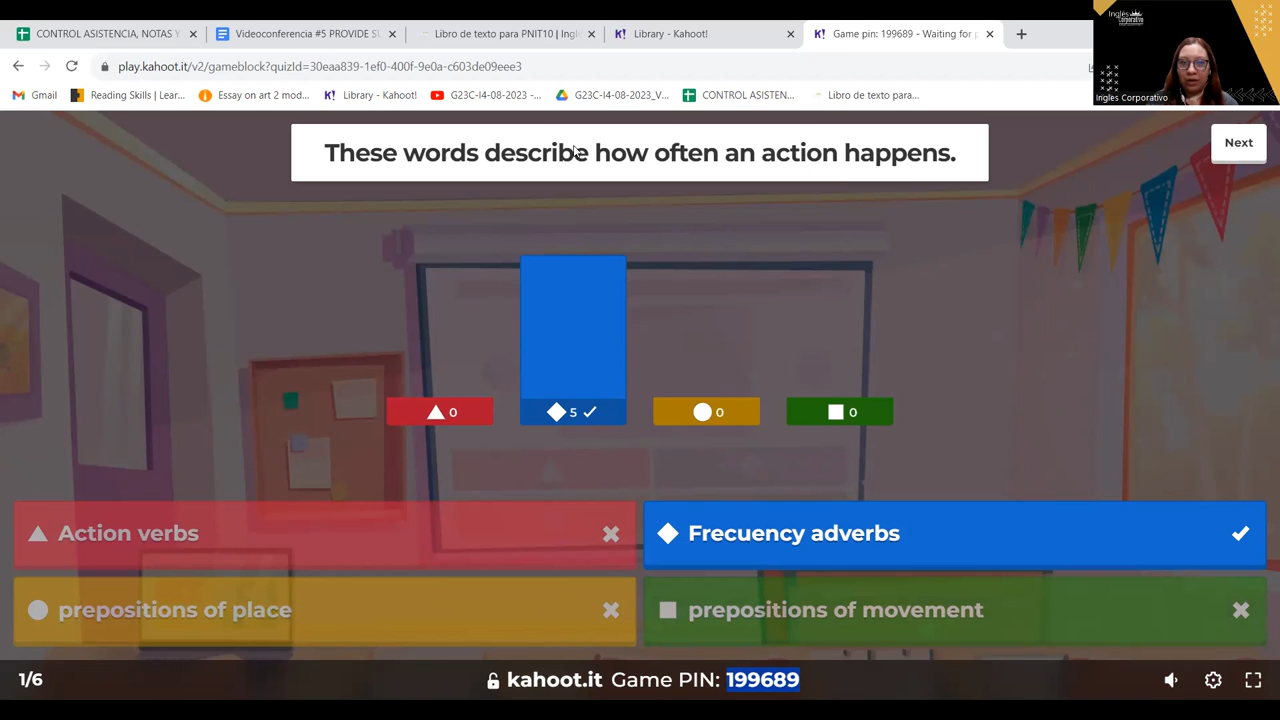 CONTROL ASISTENCIA, NOTAS Y
Videoconferencia #5 PROVIDE SU
Libro de texto para PNIT10 | Ingl
Library - Kahoot!
Game pin: 199689 - Waiting for p
play.kahoot.it/v2/gameblock?quizId=30eaa839-1ef0-400f-9e0a-c603de6eeee3
Gmail
Reading Skills | Lear...
Essay on art 2 mod...
Library - Kahoot!
G23C-I4-08-2023 -...
G23C-I4-08-2023_V...
CONTROL ASISTEN...
Libro de texto para...
Inglés
Corporativo
Ingles Corporativo
These words describe how often an action happens.
Next
0
5
0
0
Action verbs
Frecuency adverbs
prepositions of place
prepositions of movement
1/6
kahoot.it Game PIN: 199689